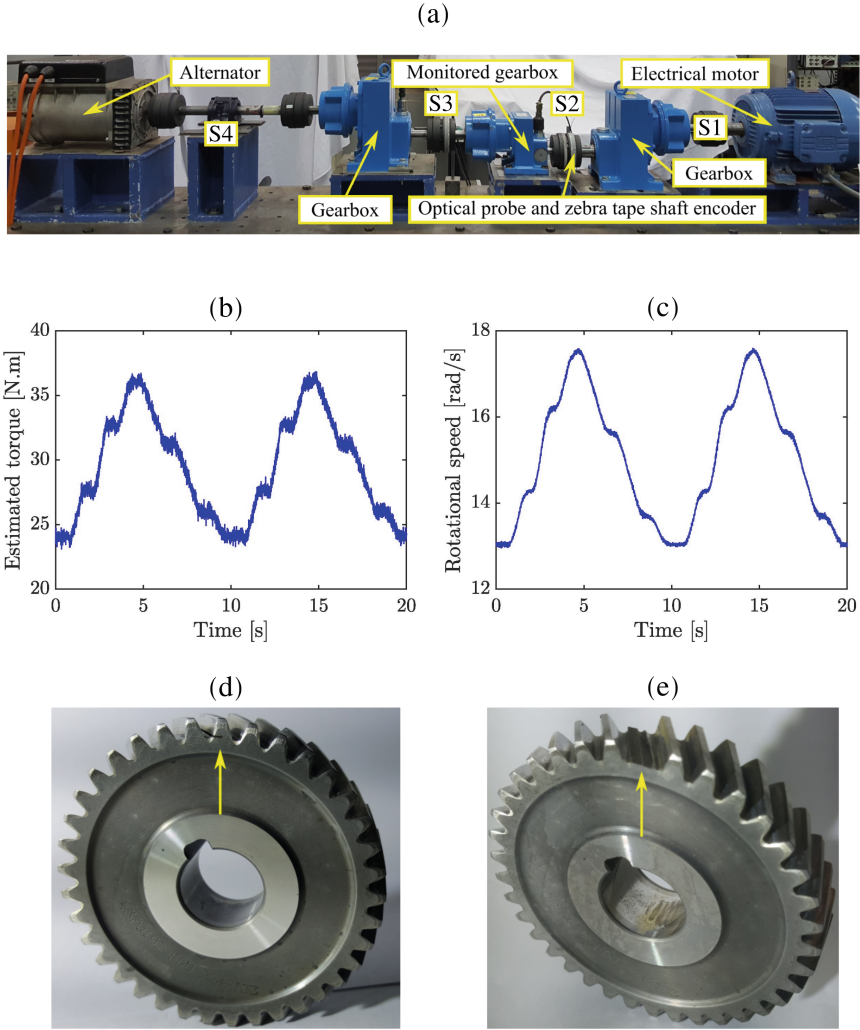 (a)
Alternator
Monitored gearbox
Electrical motor
S3
S2
S4
S1
Gearbox
Gearbox
Optical probe and zebra tape shaft encoder
(b)
(c)
Estimated torque [N.m]
40
35
30
25
20
0
5
10
15
20
Time [s]
Rotational speed [rad/s]
18
16
14
12
0
5
10
15
20
Time [s]
(d)
(e)